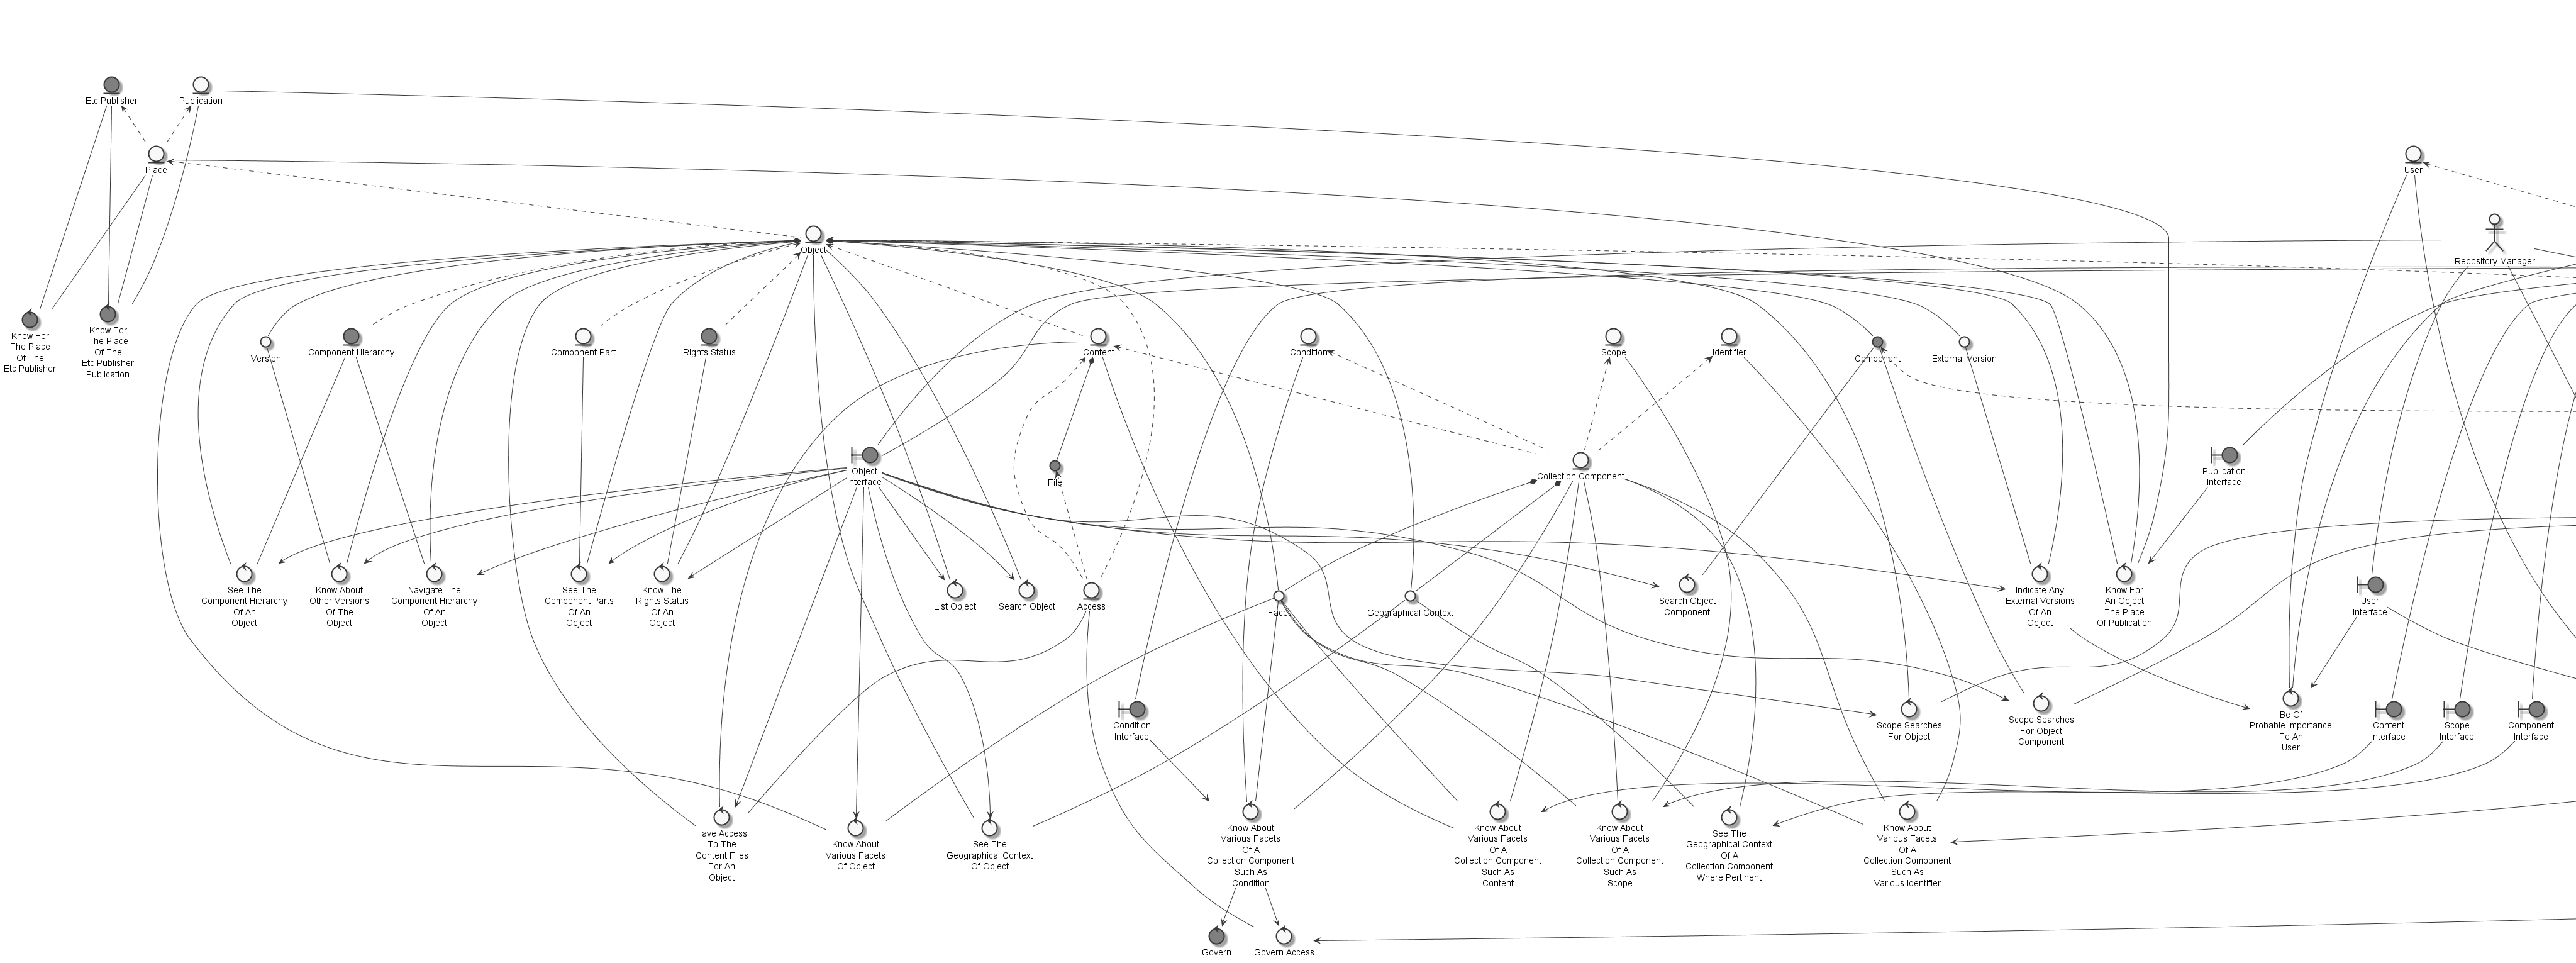 Etc Publisher
Publication
Place
User
Object
Repository Manager
Know For
The Place
Of The
Etc Publisher
Know For
The Place
Of The
Etc Publisher
Publication
Version
Component Hierarchy
Component Part
Rights Status
Content
Condition
Scope
Identifier
Component
External Version
Object
Interface
File
Collection Component
Publication
Interface
See The
Component Hierarchy
Of An
Object
Know About
Other Versions
Of The
Object
Navigate The
Component Hierarchy
Of An
Object
See The
Component Parts
Of An
Object
Know The
Rights Status
Of An
Object
List Object
Search Object
Access
Facet
Geographical Context
Search Object
Component
Indicate Any
External Versions
Of An
Object
Know For
An Object
The Place
Of Publication
User
Interface
Condition
Interface
Scope Searches
For Object
Scope Searches
For Object
Component
Be Of
Probable Importance
To An
User
Content
Interface
Scope
Interface
Component
Interface
Have Access
To The
Content Files
For An
Object
Know About
Various Facets
Of Object
See The
Geographical Context
Of Object
Know About
Various Facets
Of A
Collection Component
Such As
Condition
Know About
Various Facets
Of A
Collection Component
Such As
Content
Know About
Various Facets
Of A
Collection Component
Such As
Scope
See The
Geographical Context
Of A
Collection Component
Where Pertinent
Know About
Various Facets
Of A
Collection Component
Such As
Various Identifier
Govern
Govern Access